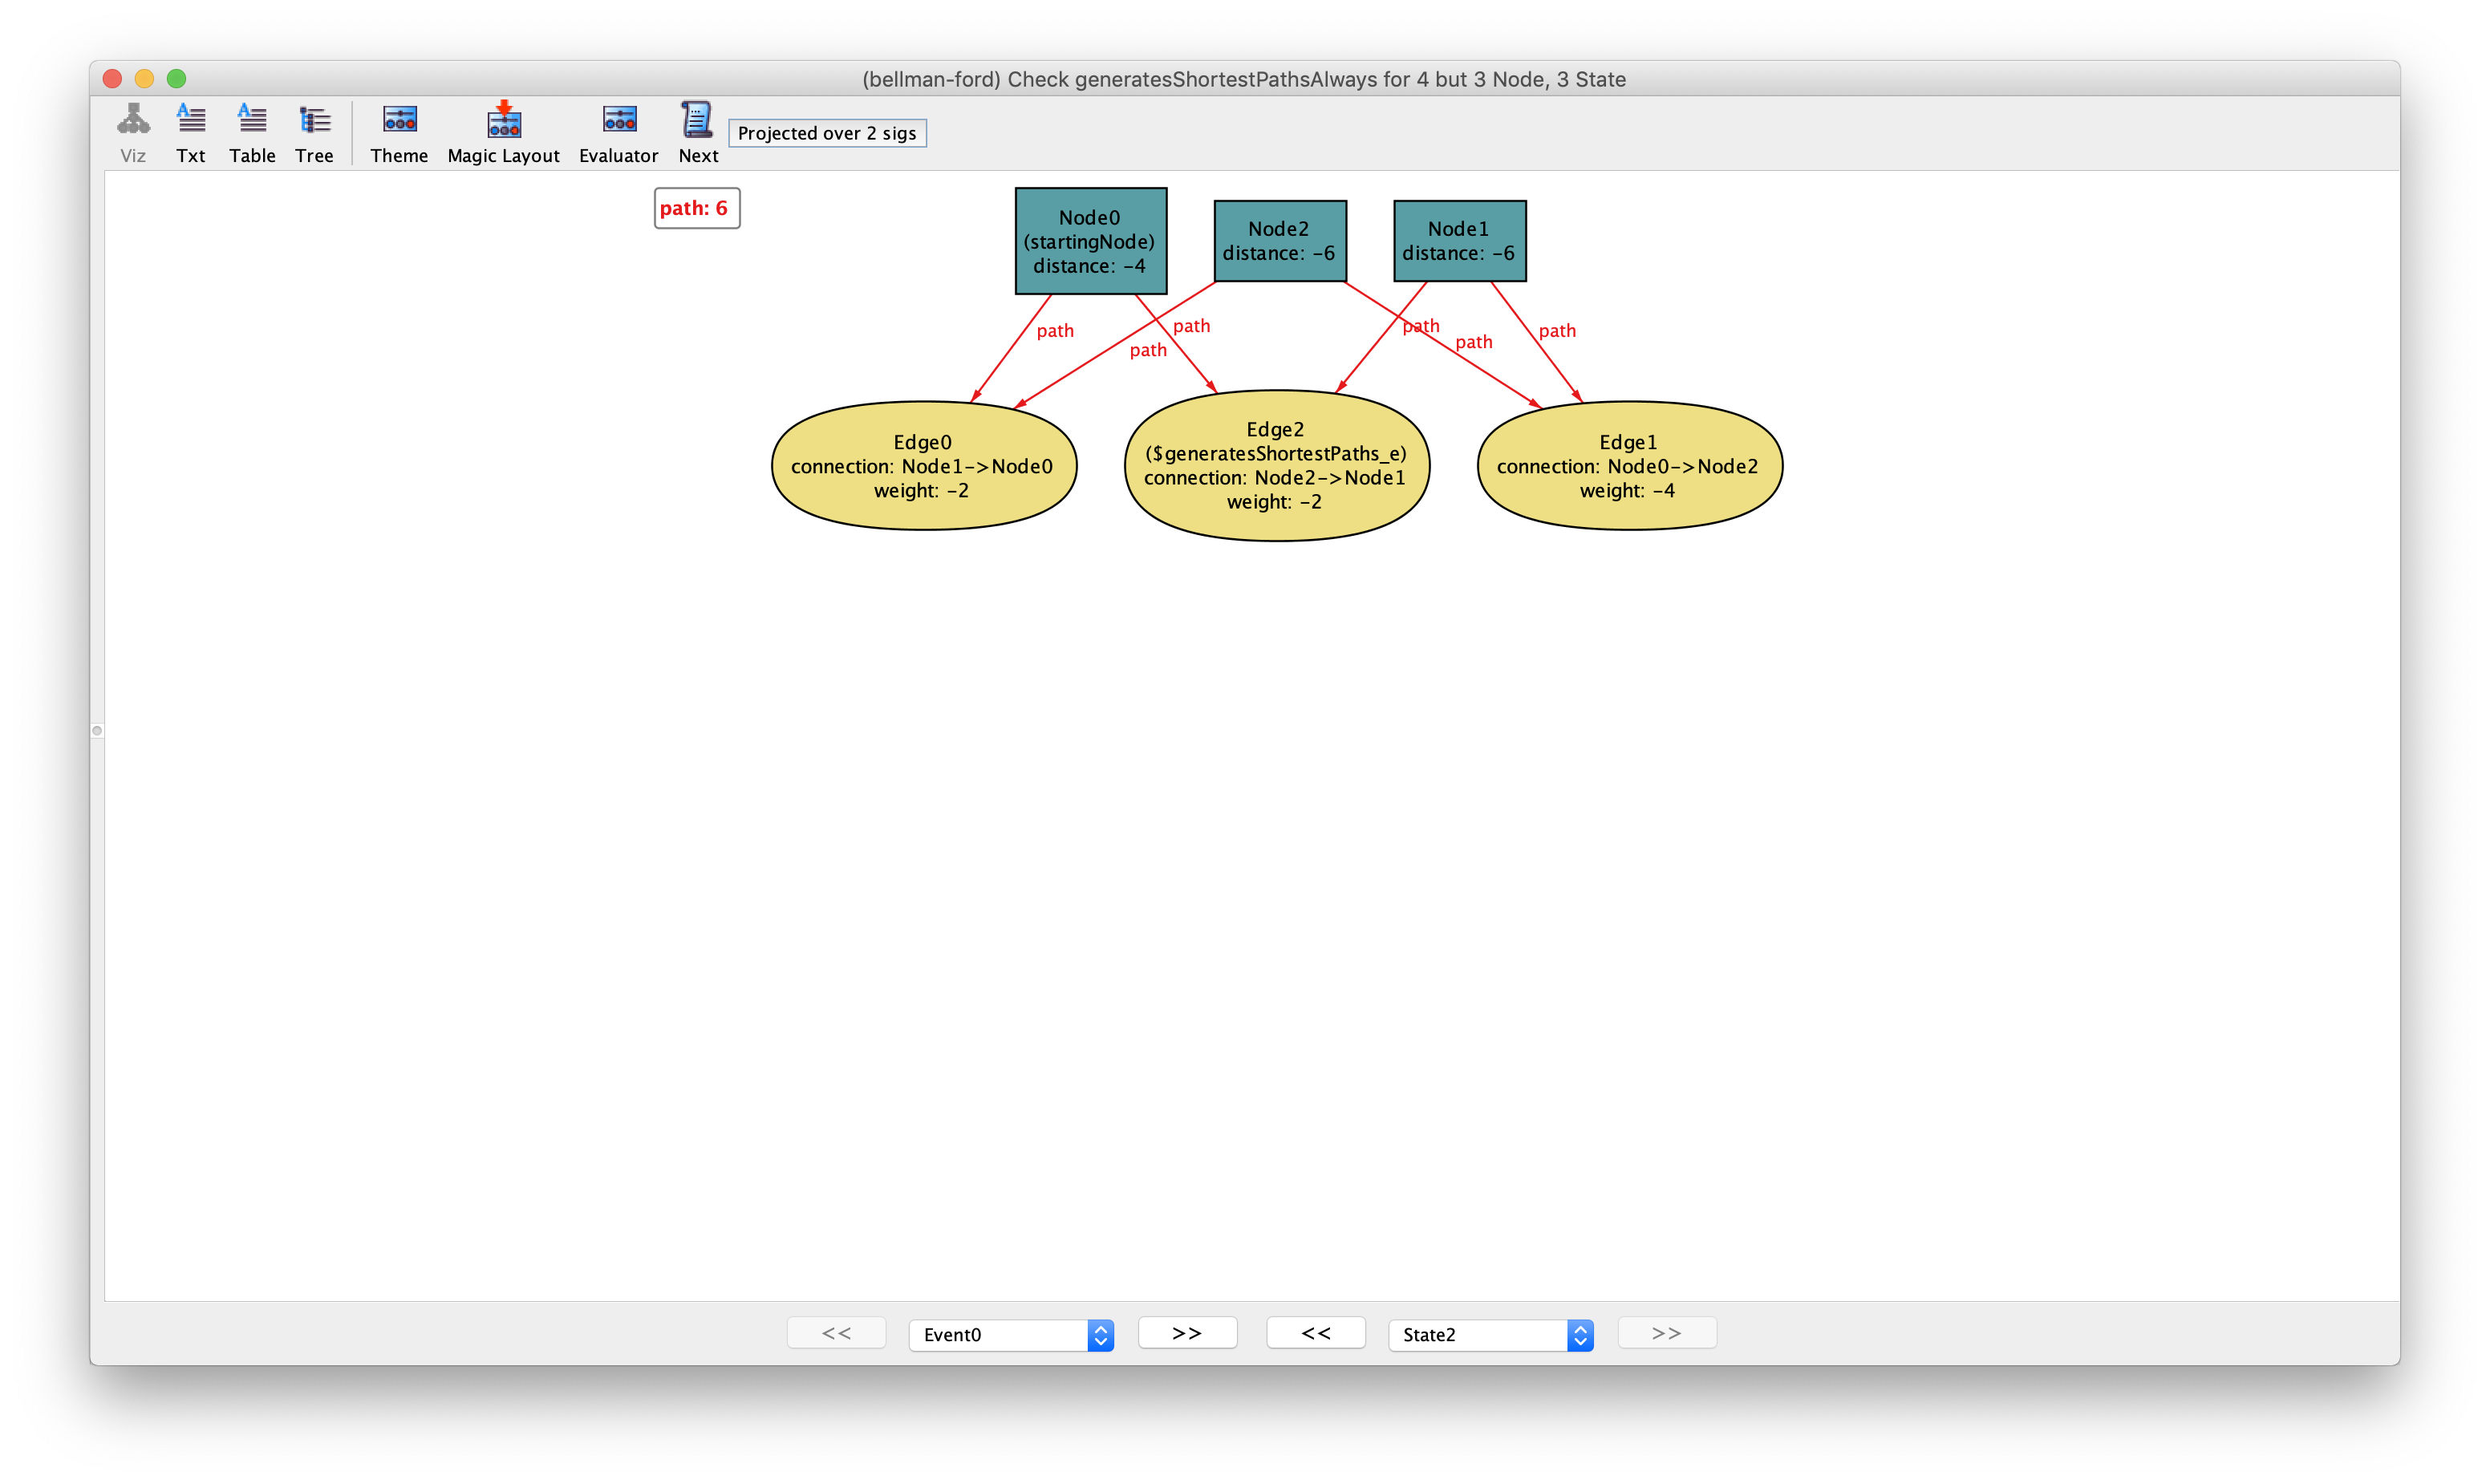 (bellman-ford) Check generatesShortestPathsAlways for 4 but 3 Node, 3 State
Viz Txt Table Tree Theme Magic Layout Evaluator Next Projected over 2 sigs
path: 6
Node0
(startingNode)
distance: -4
Node2
distance: -6
Node1
distance: -6
path
path
path
path
path
path
Edge0
connection: Node1->Node0
weight: -2
Edge2
($generatesShortestPaths_e)
connection: Node2->Node1
weight: -2
Edge1
connection: Node0->Node2
weight: -4
<< Event0 >> << State2 >>